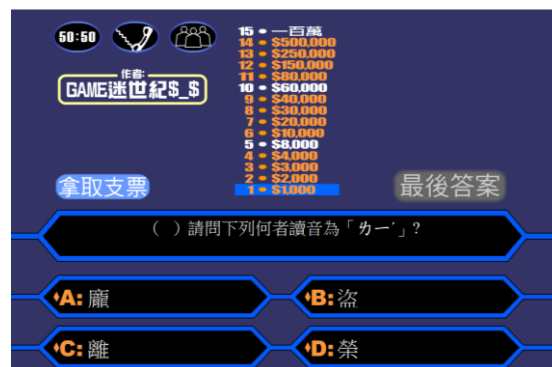 50:50
15 • 一百萬
14 • $500,000
13 • $250,000
12 • $150,000
11 • $80,000
10 • $60,000
9 • $40,000
8 • $30,000
7 • $20,000
6 • $10,000
5 • $8,000
4 • $4,000
3 • $3,000
2 • $2,000
1 • $1,000
作者:
GAME迷世紀$_$
拿取支票
最後答案
( )請問下列何者讀音為「ㄌㄧˊ」?
A: 龐
B: 盜
C: 離
D: 榮